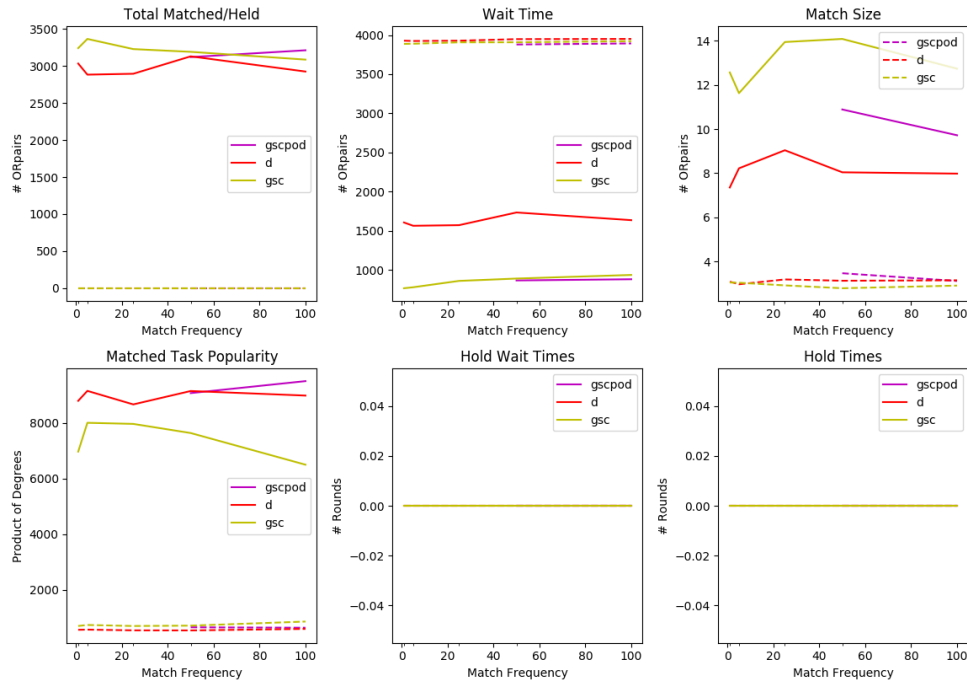 Total Matched/Held
# ORpairs
3500
3000
2500
2000
1500
1000
500
0
gscpod
d
gsc
0 20 40 60 80 100
Match Frequency
Wait Time
# ORpairs
4000
3500
3000
2500
2000
1500
1000
gscpod
d
gsc
0 20 40 60 80 100
Match Frequency
Match Size
# ORpairs
14
12
10
8
6
4
gscpod
d
gsc
0 20 40 60 80 100
Match Frequency
Matched Task Popularity
Product of Degrees
8000
6000
4000
2000
gscpod
d
gsc
0 20 40 60 80 100
Match Frequency
Hold Wait Times
# Rounds
0.04
0.02
0.00
−0.02
−0.04
gscpod
d
gsc
0 20 40 60 80 100
Match Frequency
Hold Times
# Rounds
0.04
0.02
0.00
−0.02
−0.04
gscpod
d
gsc
0 20 40 60 80 100
Match Frequency